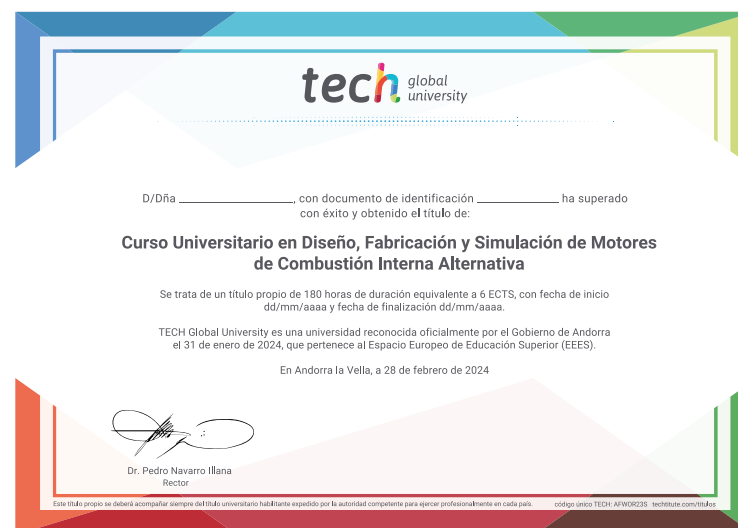 tech global university
D/Dña ____________, con documento de identificación ____________ ha superado
con éxito y obtenido el título de:
Curso Universitario en Diseño, Fabricación y Simulación de Motores
de Combustión Interna Alternativa
Se trata de un título propio de 180 horas de duración equivalente a 6 ECTS, con fecha de inicio
dd/mm/aaaa y fecha de finalización dd/mm/aaaa.
TECH Global University es una universidad reconocida oficialmente por el Gobierno de Andorra
el 31 de enero de 2024, que pertenece al Espacio Europeo de Educación Superior (EEES).
En Andorra la Vella, a 28 de febrero de 2024
Dr. Pedro Navarro Illana
Rector
Este título propio se deberá acompañar siempre del título universitario habilitante expedido por la autoridad competente para ejercer profesionalmente en cada país. código único TECH: AFWOR23S techtitute.com/titulos